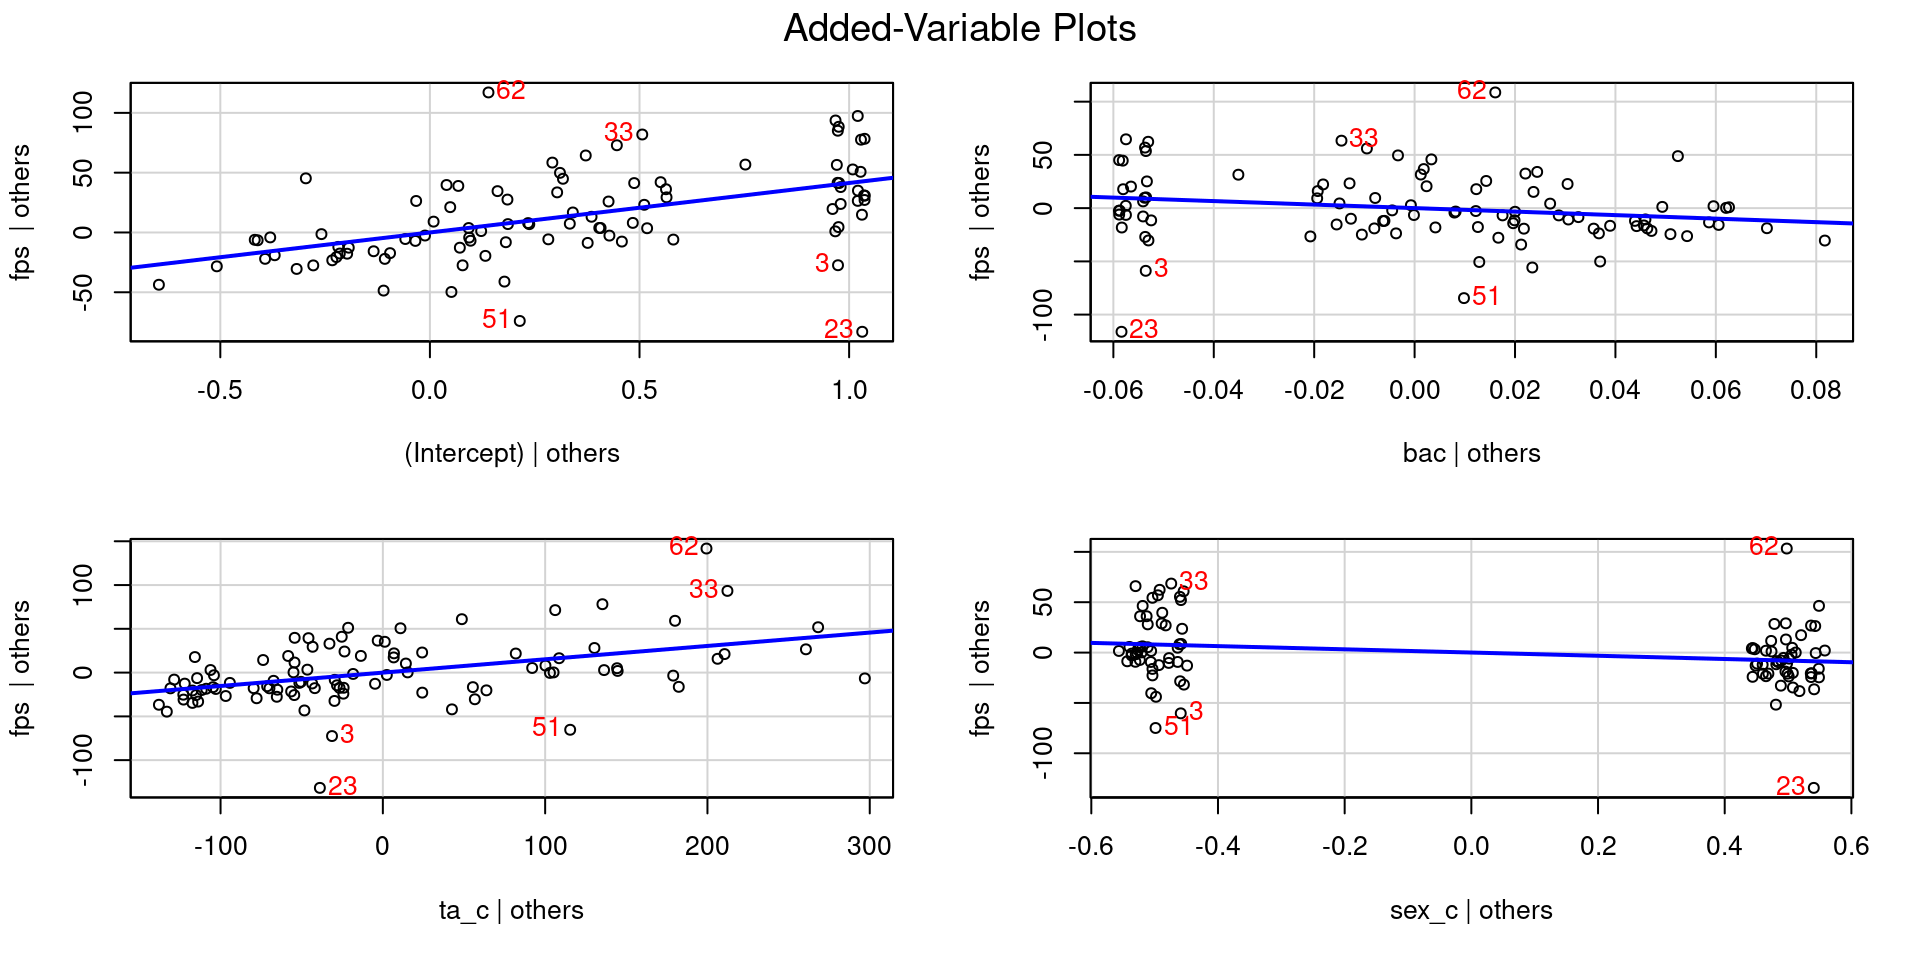 Added-Variable Plots
fps | others
100
50
0
-50
62
33
3
51
23
-0.5 0.0 0.5 1.0
(Intercept) | others
fps | others
50
0
-100
62
33
3
51
23
-0.06 -0.04 -0.02 0.00 0.02 0.04 0.06 0.08
bac | others
fps | others
100
0
-100
62
33
3
51
23
-100 0 100 200 300
ta_c | others
fps | others
50
0
-100
62
33
3
51
23
-0.6 -0.4 -0.2 0.0 0.2 0.4 0.6
sex_c | others